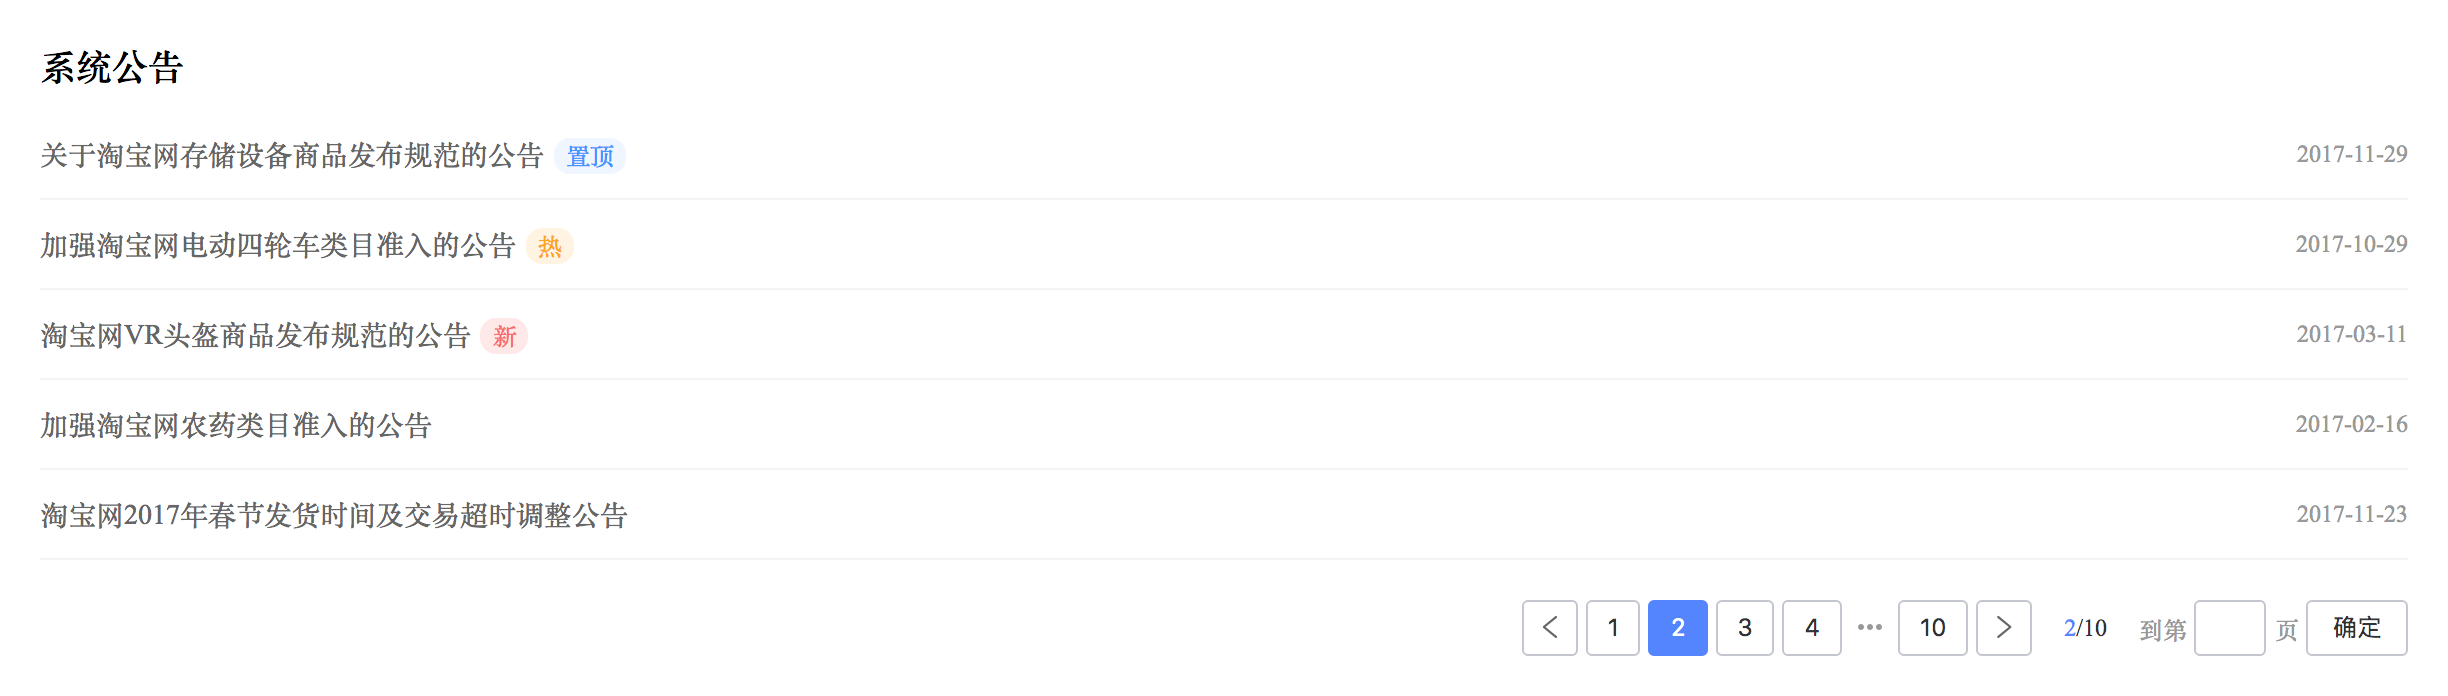 系统公告
关于淘宝网存储设备商品发布规范的公告 置顶 2017-11-29
加强淘宝网电动四轮车类目准入的公告 热 2017-10-29
淘宝网VR头盔商品发布规范的公告 新 2017-03-11
加强淘宝网农药类目准入的公告 2017-02-16
淘宝网2017年春节发货时间及交易超时调整公告 2017-11-23
1 2 3 4 ••• 10 2/10 到第 页 确定